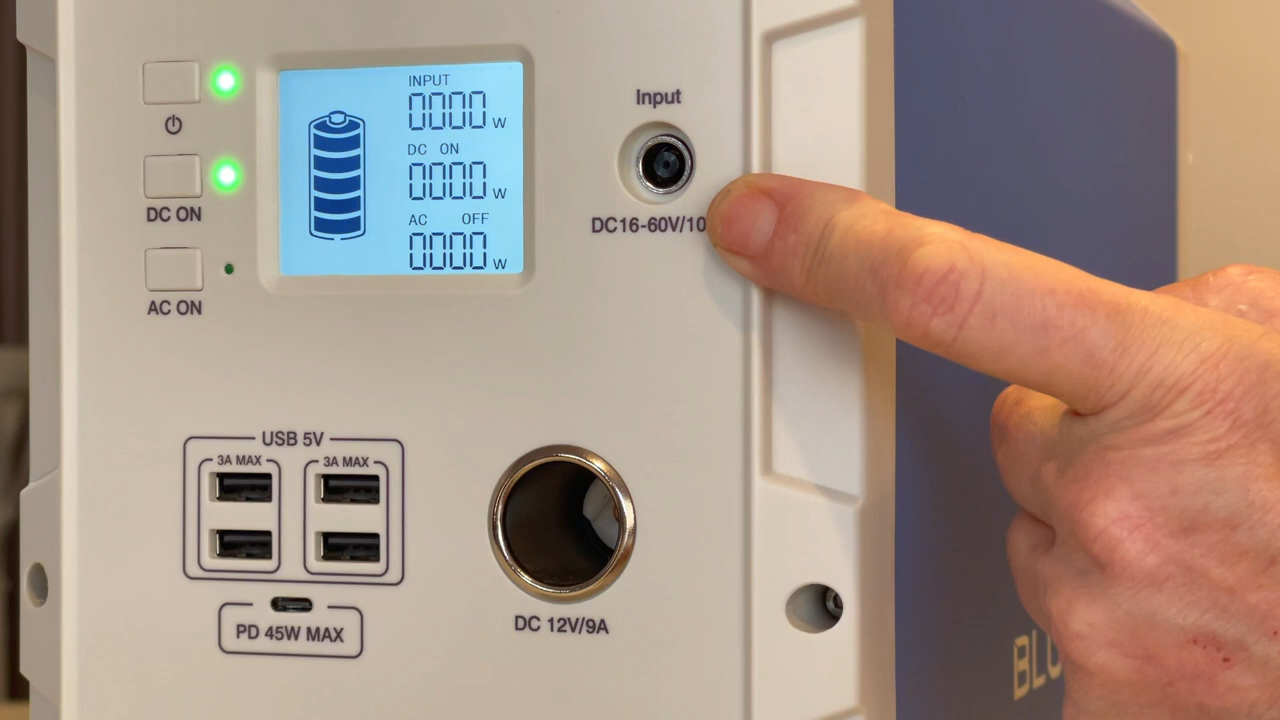 DC ON
AC ON
INPUT
0000 W
DC ON
0000 W
AC OFF
0000 W
Input
DC16-60V/10
USB 5V
3A MAX
3A MAX
PD 45W MAX
DC 12V/9A